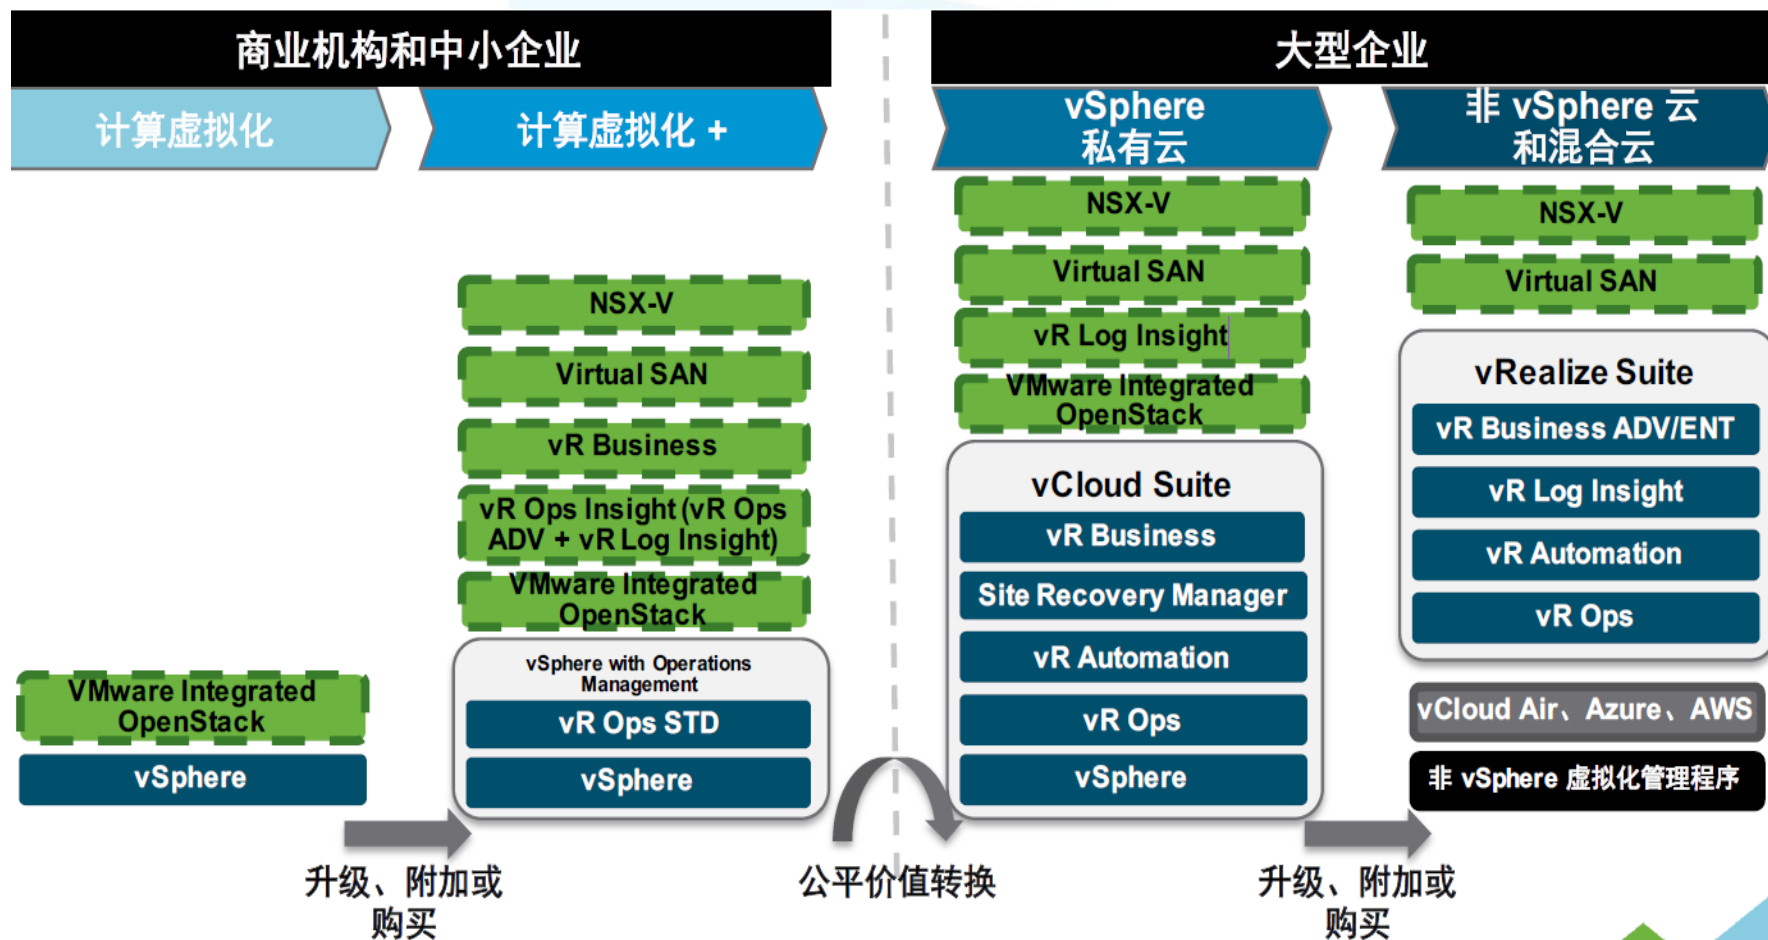 商业机构和中小企业
大型企业
计算虚拟化
计算虚拟化 +
vSphere
私有云
非 vSphere 云
和混合云
VMware Integrated
OpenStack
vSphere
NSX-V
Virtual SAN
vR Business
vR Ops Insight (vR Ops
ADV + vR Log Insight)
VMware Integrated
OpenStack
vSphere with Operations
Management
vR Ops STD
vSphere
NSX-V
Virtual SAN
vR Log Insight
VMware Integrated
OpenStack
vCloud Suite
vR Business
Site Recovery Manager
vR Automation
vR Ops
vSphere
NSX-V
Virtual SAN
vRealize Suite
vR Business ADV/ENT
vR Log Insight
vR Automation
vR Ops
vCloud Air、Azure、AWS
非 vSphere 虚拟化管理程序
升级、附加或
购买
公平价值转换
升级、附加或
购买